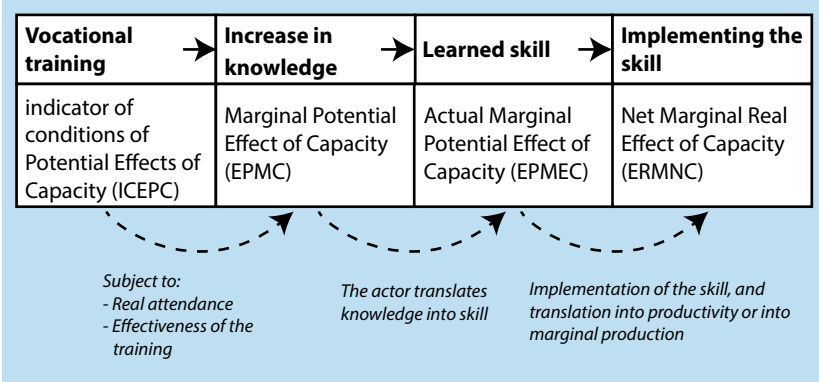 Vocational
training
Increase in
knowledge
Learned skill
Implementing the
skill
indicator of
conditions of
Potential Effects of
Capacity (ICEPC)
Marginal Potential
Effect of Capacity
(EPMC)
Actual Marginal
Potential Effect of
Capacity (EPMEC)
Net Marginal Real
Effect of Capacity
(ERMNC)
Subject to:
- Real attendance
- Effectiveness of the
training
The actor translates
knowledge into skill
Implementation of the skill, and
translation into productivity or into
marginal production